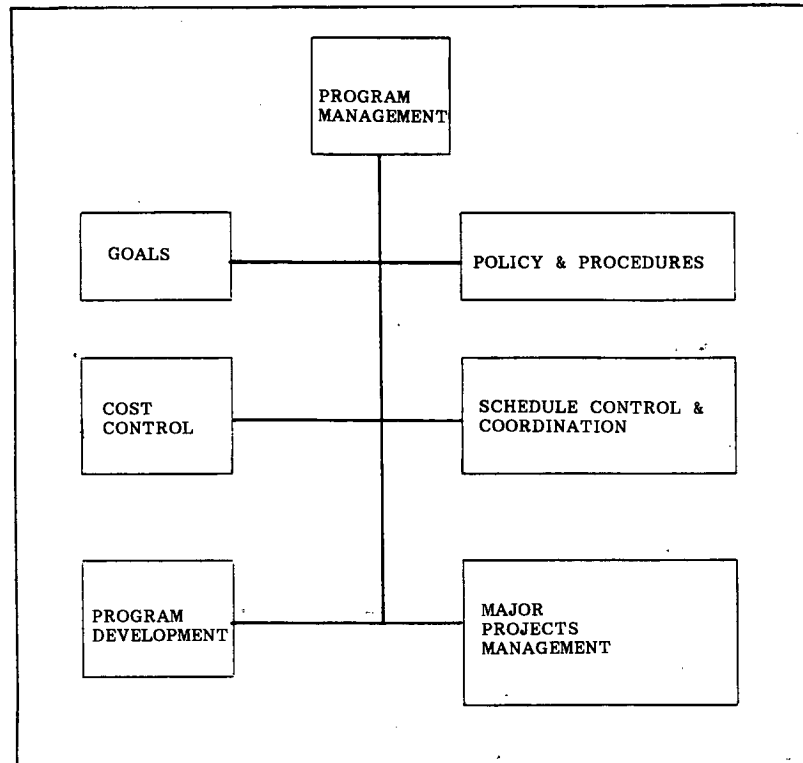 PROGRAM
MANAGEMENT
GOALS
POLICY & PROCEDURES
COST
CONTROL
SCHEDULE CONTROL &
COORDINATION
PROGRAM
DEVELOPMENT
MAJOR
PROJECTS
MANAGEMENT